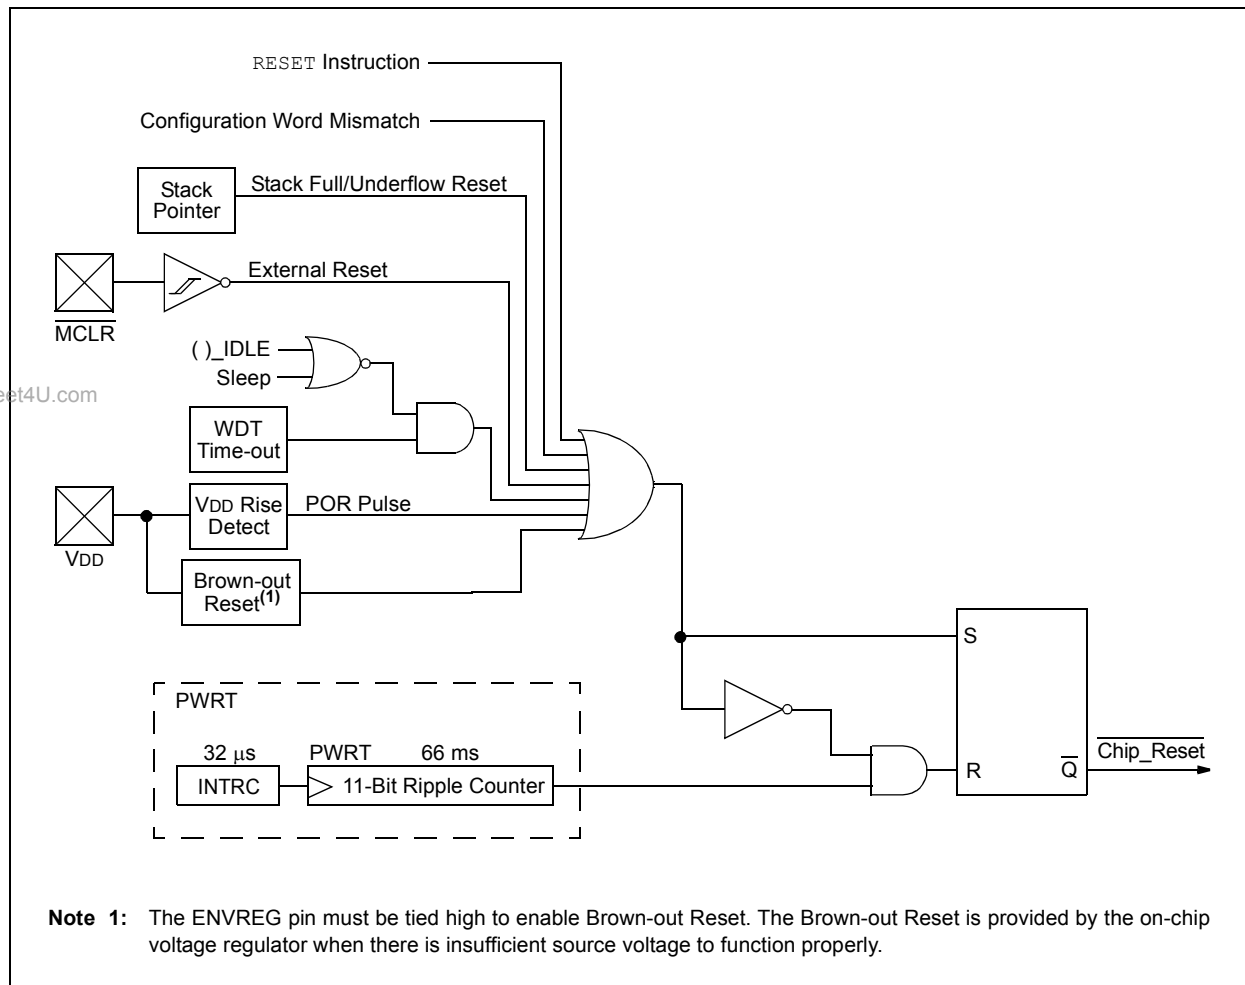 RESET Instruction
Configuration Word Mismatch
Stack
Pointer
Stack Full/Underflow Reset
External Reset
MCLR
( )_IDLE
Sleep
eet4U.com
WDT
Time-out
VDD Rise
Detect
POR Pulse
VDD
Brown-out
Reset(1)
S
PWRT
32 μs
PWRT
66 ms
INTRC
11-Bit Ripple Counter
R
Q
Chip_Reset
Note 1: The ENVREG pin must be tied high to enable Brown-out Reset. The Brown-out Reset is provided by the on-chip
voltage regulator when there is insufficient source voltage to function properly.